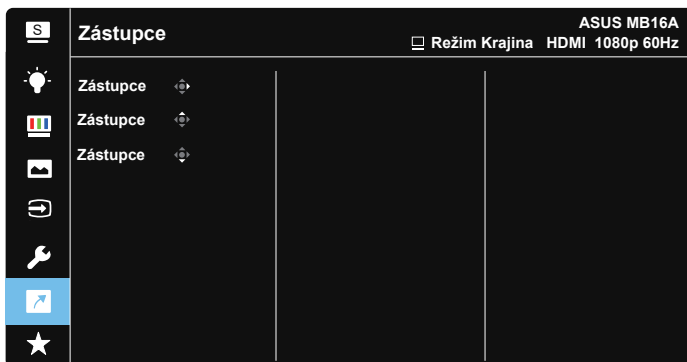 S
Zástupce
ASUS MB16A
Režim Krajina HDMI 1080p 60Hz
Zástupce
Zástupce
Zástupce